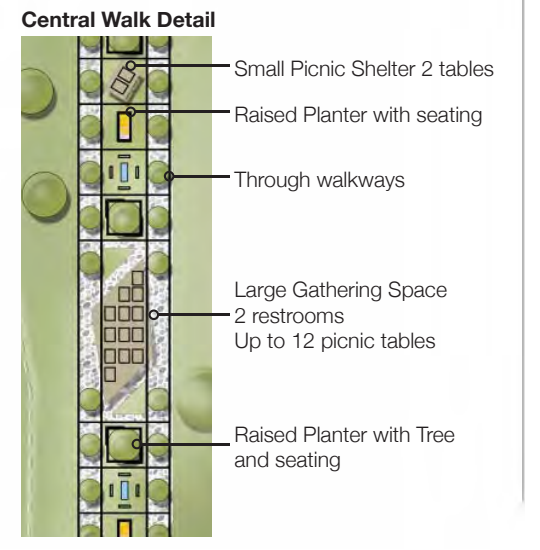 Central Walk Detail
Small Picnic Shelter 2 tables
Raised Planter with seating
Through walkways
Large Gathering Space
2 restrooms
Up to 12 picnic tables
Raised Planter with Tree
and seating